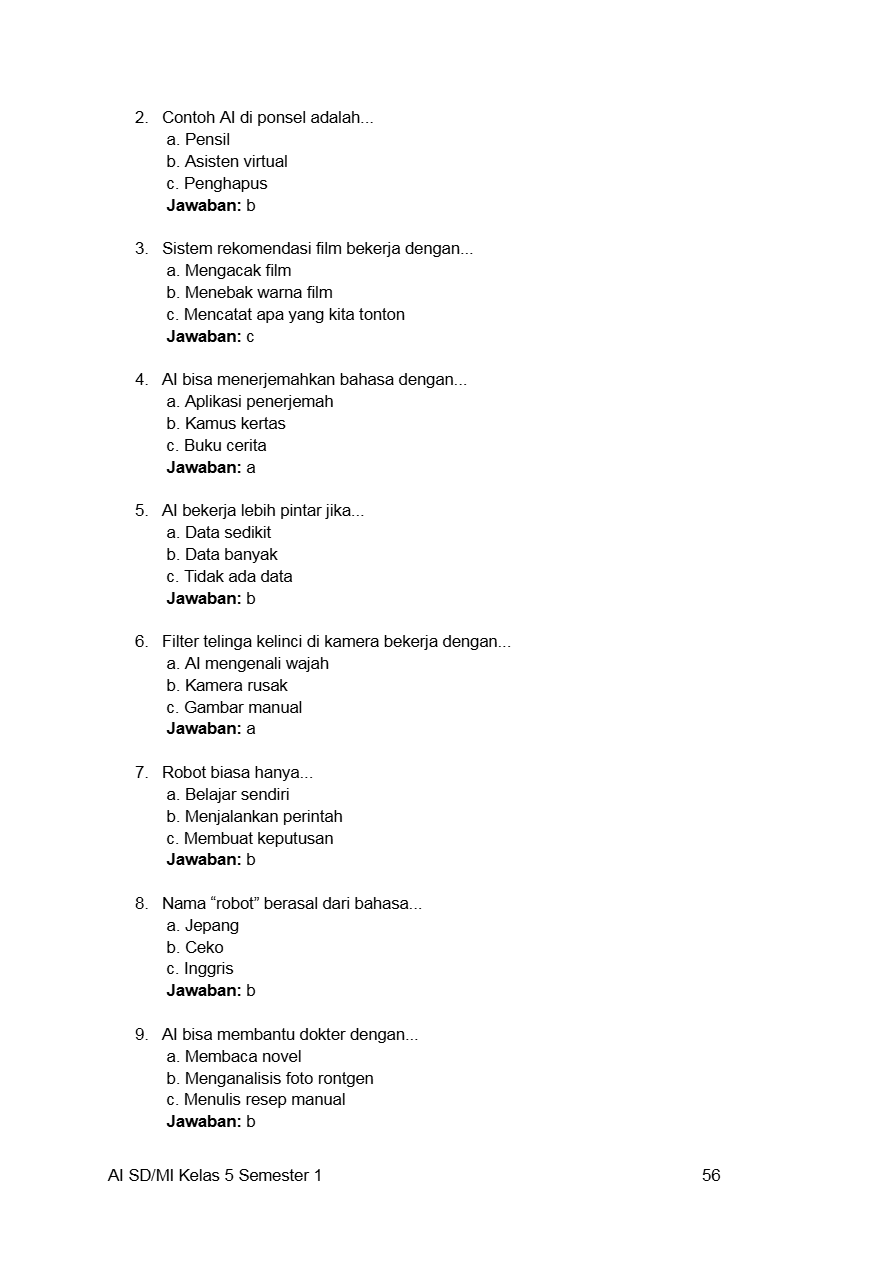 2. Contoh AI di ponsel adalah...
a. Pensil
b. Asisten virtual
c. Penghapus
Jawaban: b
3. Sistem rekomendasi film bekerja dengan...
a. Mengacak film
b. Menebak warna film
c. Mencatat apa yang kita tonton
Jawaban: c
4. AI bisa menerjemahkan bahasa dengan...
a. Aplikasi penerjemah
b. Kamus kertas
c. Buku cerita
Jawaban: a
5. AI bekerja lebih pintar jika...
a. Data sedikit
b. Data banyak
c. Tidak ada data
Jawaban: b
6. Filter telinga kelinci di kamera bekerja dengan...
a. AI mengenali wajah
b. Kamera rusak
c. Gambar manual
Jawaban: a
7. Robot biasa hanya...
a. Belajar sendiri
b. Menjalankan perintah
c. Membuat keputusan
Jawaban: b
8. Nama “robot” berasal dari bahasa...
a. Jepang
b. Ceko
c. Inggris
Jawaban: b
9. AI bisa membantu dokter dengan...
a. Membaca novel
b. Menganalisis foto rontgen
c. Menulis resep manual
Jawaban: b
AI SD/MI Kelas 5 Semester 1 56